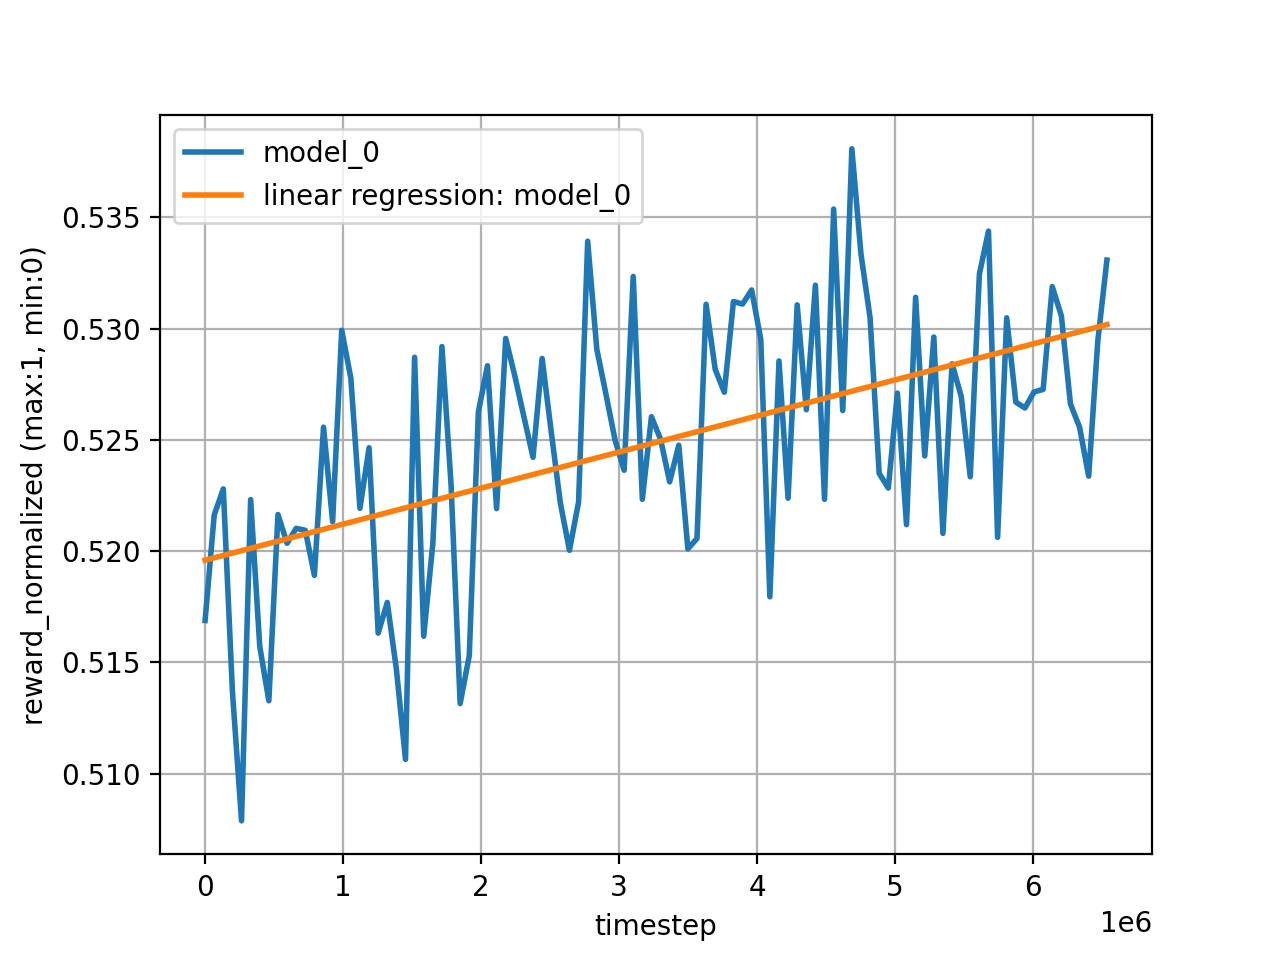 model_0
linear regression: model_0
reward_normalized (max:1, min:0)
0.535
0.530
0.525
0.520
0.515
0.510
0 1 2 3 4 5 6
1e6
timestep